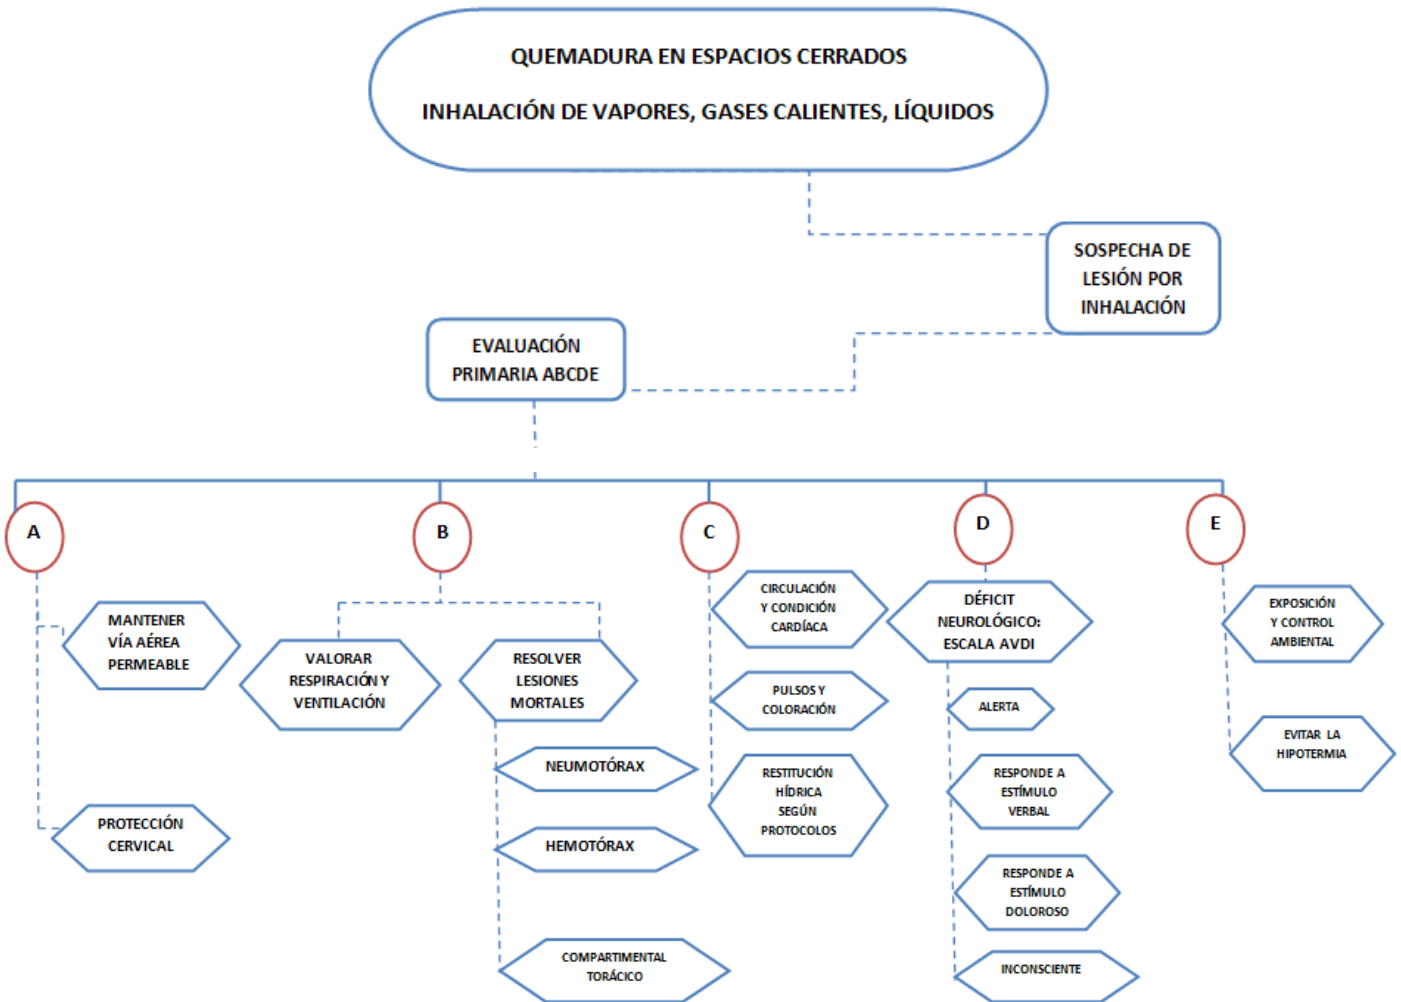 QUEMADURA EN ESPACIOS CERRADOS
INHALACIÓN DE VAPORES, GASES CALIENTES, LÍQUIDOS
SOSPECHA DE
LESIÓN POR
INHALACIÓN
EVALUACIÓN
PRIMARIA ABCDE
A
MANTENER
VÍA AÉREA
PERMEABLE
PROTECCIÓN
CERVICAL
B
VALORAR
RESPIRACIÓN Y
VENTILACIÓN
RESOLVER
LESIONES
MORTALES
NEUMOTÓRAX
HEMOTÓRAX
COMPARTIMENTAL
TORÁCICO
C
CIRCULACIÓN
Y CONDICIÓN
CARDÍACA
PULSOS Y
COLORACIÓN
RESTITUCIÓN
HÍDRICA
SEGÚN
PROTOCOLOS
D
DÉFICIT
NEUROLÓGICO:
ESCALA AVDI
ALERTA
RESPONDE A
ESTÍMULO
VERBAL
RESPONDE A
ESTÍMULO
DOLOROSO
INCONSCIENTE
E
EXPOSICIÓN
Y CONTROL
AMBIENTAL
EVITAR LA
HIPOTERMIA